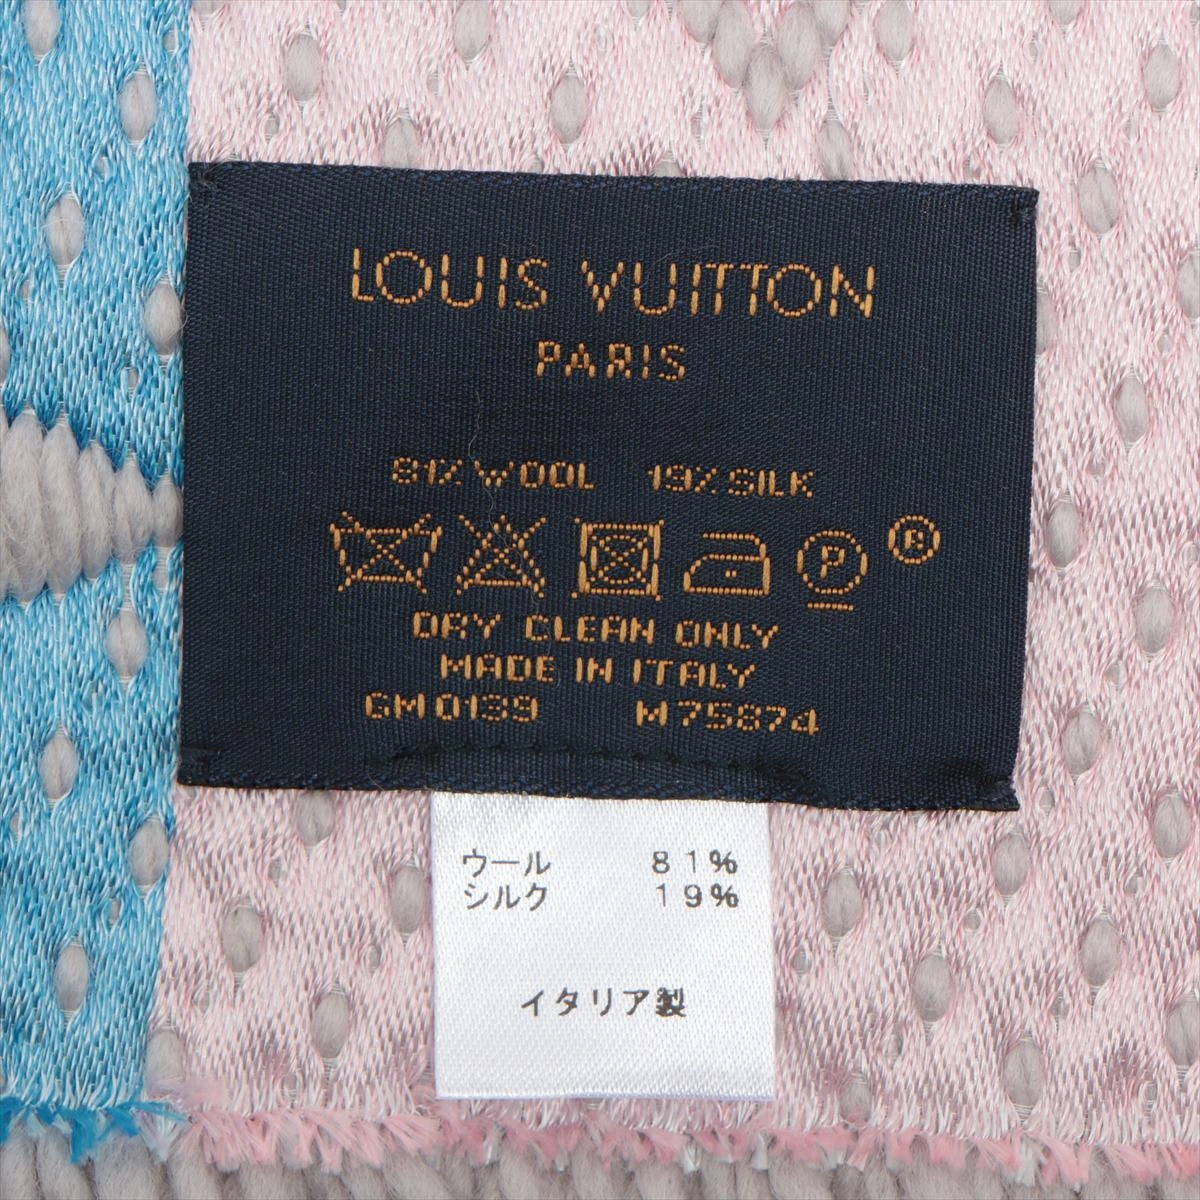 LOUIS VUITTON
PARIS
81% WOOL 19% SILK
P ®
DRY CLEAN ONLY
MADE IN ITALY
GM0139 M75874
ウール 81%
シルク 19%
イタリア製